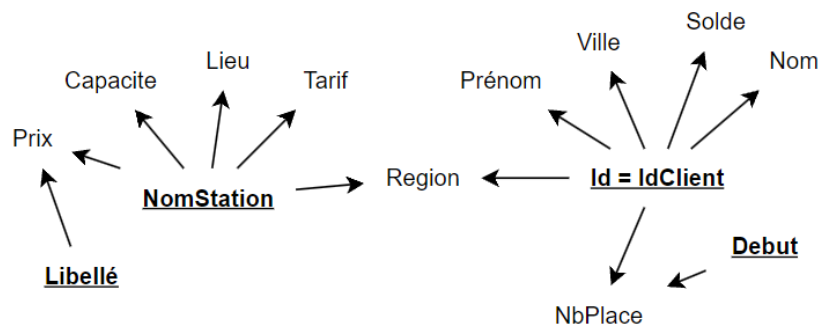 Solde
Ville
Lieu
Nom
Capacite
Tarif
Prénom
Prix
Region
Id = IdClient
NomStation
Debut
Libellé
NbPlace